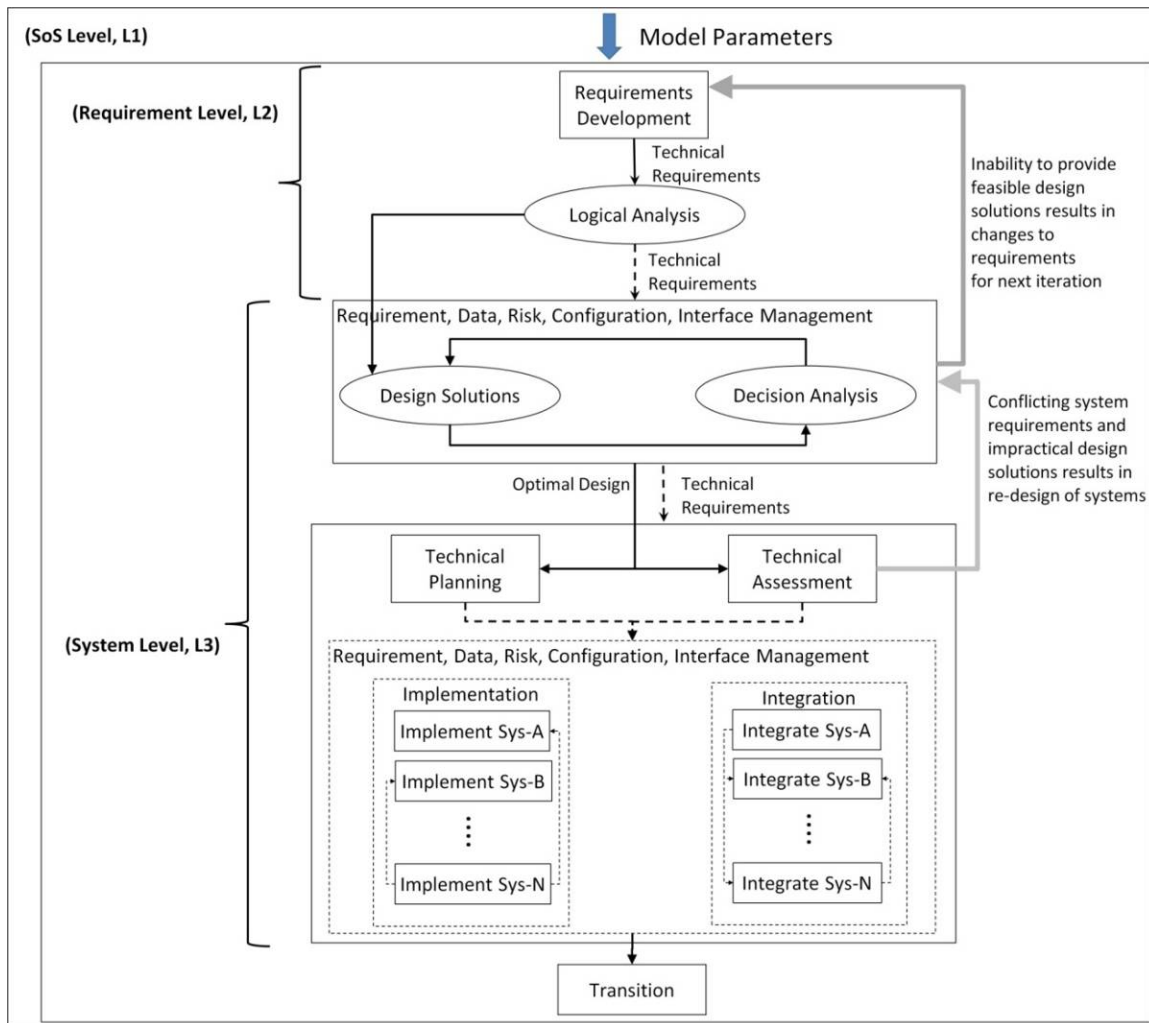 (SoS Level, L1)
Model Parameters
(Requirement Level, L2)
Requirements
Development
Technical
Requirements
Inability to provide
feasible design
solutions results in
changes to
requirements
for next iteration
Logical Analysis
Technical
Requirements
Requirement, Data, Risk, Configuration, Interface Management
Design Solutions
Decision Analysis
Conflicting system
requirements and
impractical design
solutions results in
re-design of systems
Optimal Design
Technical
Requirements
(System Level, L3)
Technical
Planning
Technical
Assessment
Requirement, Data, Risk, Configuration, Interface Management
Implementation
Implement Sys-A
Implement Sys-B
Implement Sys-N
Integration
Integrate Sys-A
Integrate Sys-B
Integrate Sys-N
Transition